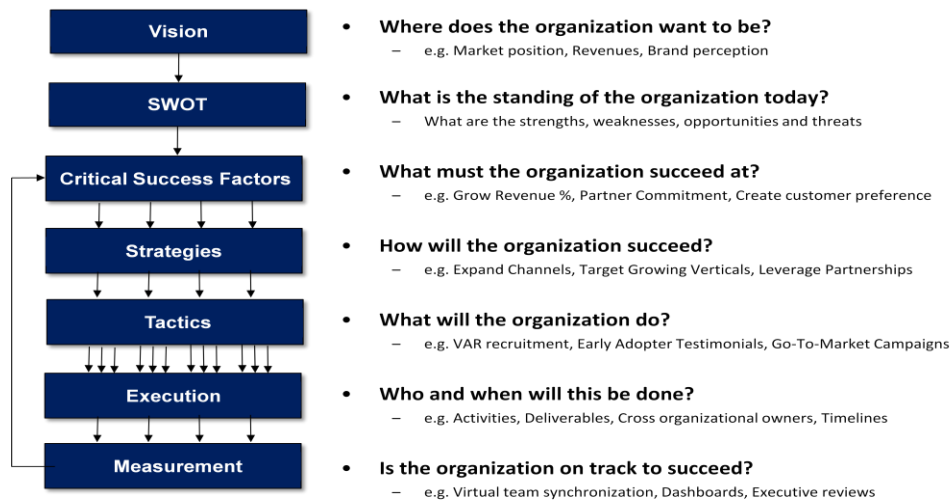 Vision
• Where does the organization want to be?
– e.g. Market position, Revenues, Brand perception
SWOT
• What is the standing of the organization today?
– What are the strengths, weaknesses, opportunities and threats
Critical Success Factors
• What must the organization succeed at?
– e.g. Grow Revenue %, Partner Commitment, Create customer preference
Strategies
• How will the organization succeed?
– e.g. Expand Channels, Target Growing Verticals, Leverage Partnerships
Tactics
• What will the organization do?
– e.g. VAR recruitment, Early Adopter Testimonials, Go-To-Market Campaigns
Execution
• Who and when will this be done?
– e.g. Activities, Deliverables, Cross organizational owners, Timelines
Measurement
• Is the organization on track to succeed?
– e.g. Virtual team synchronization, Dashboards, Executive reviews